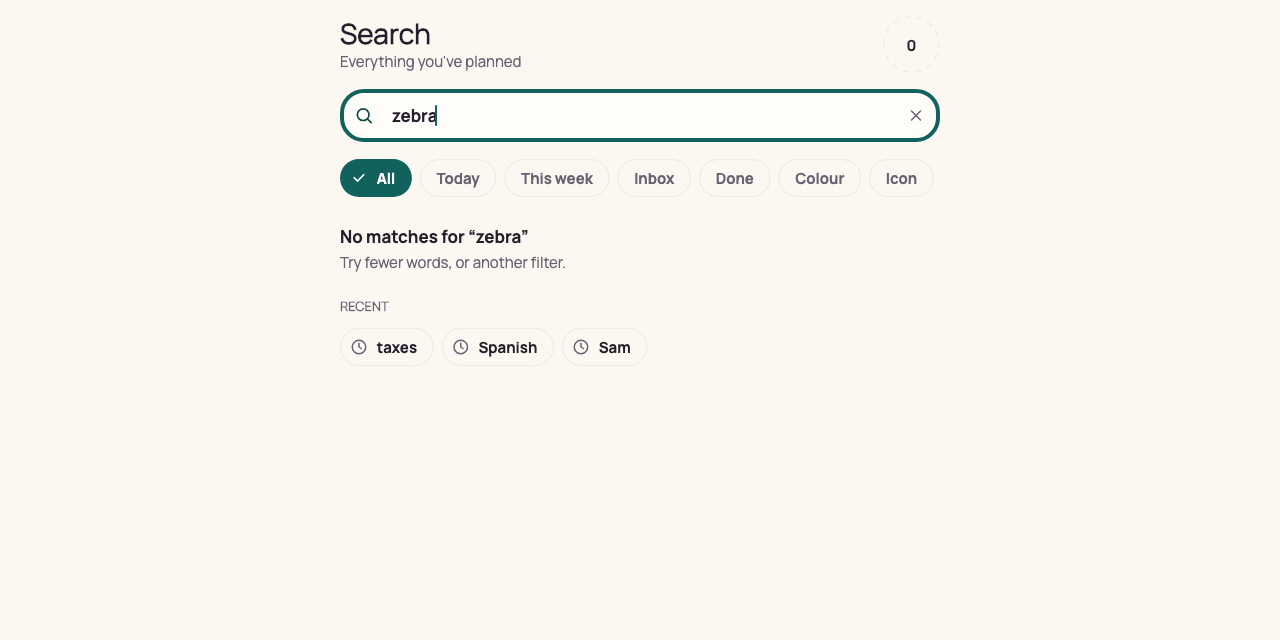 Search
0
Everything you've planned
zebra
All Today This week Inbox Done Colour Icon
No matches for “zebra”
Try fewer words, or another filter.
RECENT
taxes Spanish Sam